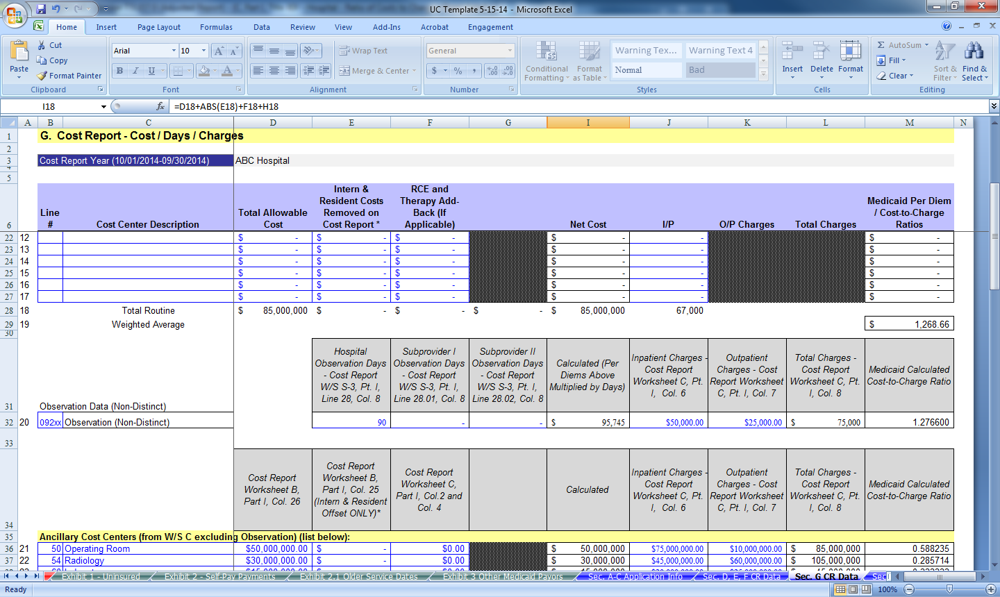 UC Template 5-15-14 - Microsoft Excel
Home Insert Page Layout Formulas Data Review View Add-Ins Acrobat Engagement
Paste
Cut
Copy
Format Painter
Clipboard
Arial 10
B I U
Font
Wrap Text
Merge & Center
Alignment
General
$ % ,
Number
Conditional Formatting
Format as Table
Warning Tex... Warning Text 4
Normal Bad
Styles
Insert Delete Format
Cells
Σ AutoSum
Fill
Clear
Sort & Filter
Find & Select
Editing
I18 fx =D18+ABS(E18)+F18+H18
A B C D E F G I J K L M N
1 G. Cost Report - Cost / Days / Charges
2
3 Cost Report Year (10/01/2014-09/30/2014) ABC Hospital
4
5
6 Line # Cost Center Description Total Allowable Cost Intern & Resident Costs Removed on Cost Report * RCE and Therapy Add-Back (If Applicable) Net Cost I/P O/P Charges Total Charges Medicaid Per Diem / Cost-to-Charge Ratios
22 12 $ - $ - $ - $ - - $ -
23 13 $ - $ - $ - $ - - $ -
24 14 $ - $ - $ - $ - - $ -
25 15 $ - $ - $ - $ - - $ -
26 16 $ - $ - $ - $ - - $ -
27 17 $ - $ - $ - $ - - $ -
28 18 Total Routine $ 85,000,000 $ - $ - $ - $ 85,000,000 67,000
29 19 Weighted Average $ 1,268.66
30
31 Observation Data (Non-Distinct) Hospital Observation Days - Cost Report W/S S-3, Pt. I, Line 28, Col. 8 Subprovider I Observation Days - Cost Report W/S S-3, Pt. I, Line 28.01, Col. 8 Subprovider II Observation Days - Cost Report W/S S-3, Pt. I, Line 28.02, Col. 8 Calculated (Per Diems Above Multiplied by Days) Inpatient Charges - Cost Report Worksheet C, Pt. I, Col. 6 Outpatient Charges - Cost Report Worksheet C, Pt. I, Col. 7 Total Charges - Cost Report Worksheet C, Pt. I, Col. 8 Medicaid Calculated Cost-to-Charge Ratio
32 20 092xx Observation (Non-Distinct) 90 - - $ 95,745 $50,000.00 $25,000.00 $ 75,000 1.276600
33
34 Cost Report Worksheet B, Part I, Col. 26 Cost Report Worksheet B, Part I, Col. 25 (Intern & Resident Offset ONLY)* Cost Report Worksheet C, Part I, Col.2 and Col. 4 Calculated Inpatient Charges - Cost Report Worksheet C, Pt. I, Col. 6 Outpatient Charges - Cost Report Worksheet C, Pt. I, Col. 7 Total Charges - Cost Report Worksheet C, Pt. I, Col. 8 Medicaid Calculated Cost-to-Charge Ratio
35 Ancillary Cost Centers (from W/S C excluding Observation) (list below):
36 21 50 Operating Room $50,000,000.00 $ - $0.00 $ 50,000,000 $75,000,000.00 $10,000,000.00 $ 85,000,000 0.588235
37 22 54 Radiology $30,000,000.00 $ - $0.00 $ 30,000,000 $45,000,000.00 $60,000,000.00 $ 105,000,000 0.285714
Exhibit 1 - Uninsured Exhibit 2 - Self-Pay Payments Exhibit 2.1 Older Service Dates Exhibit 3 Other Medicaid Payors Sec. A-C Application Info Sec. D, E, F CR Data Sec. G CR Data Sec
Ready 100%